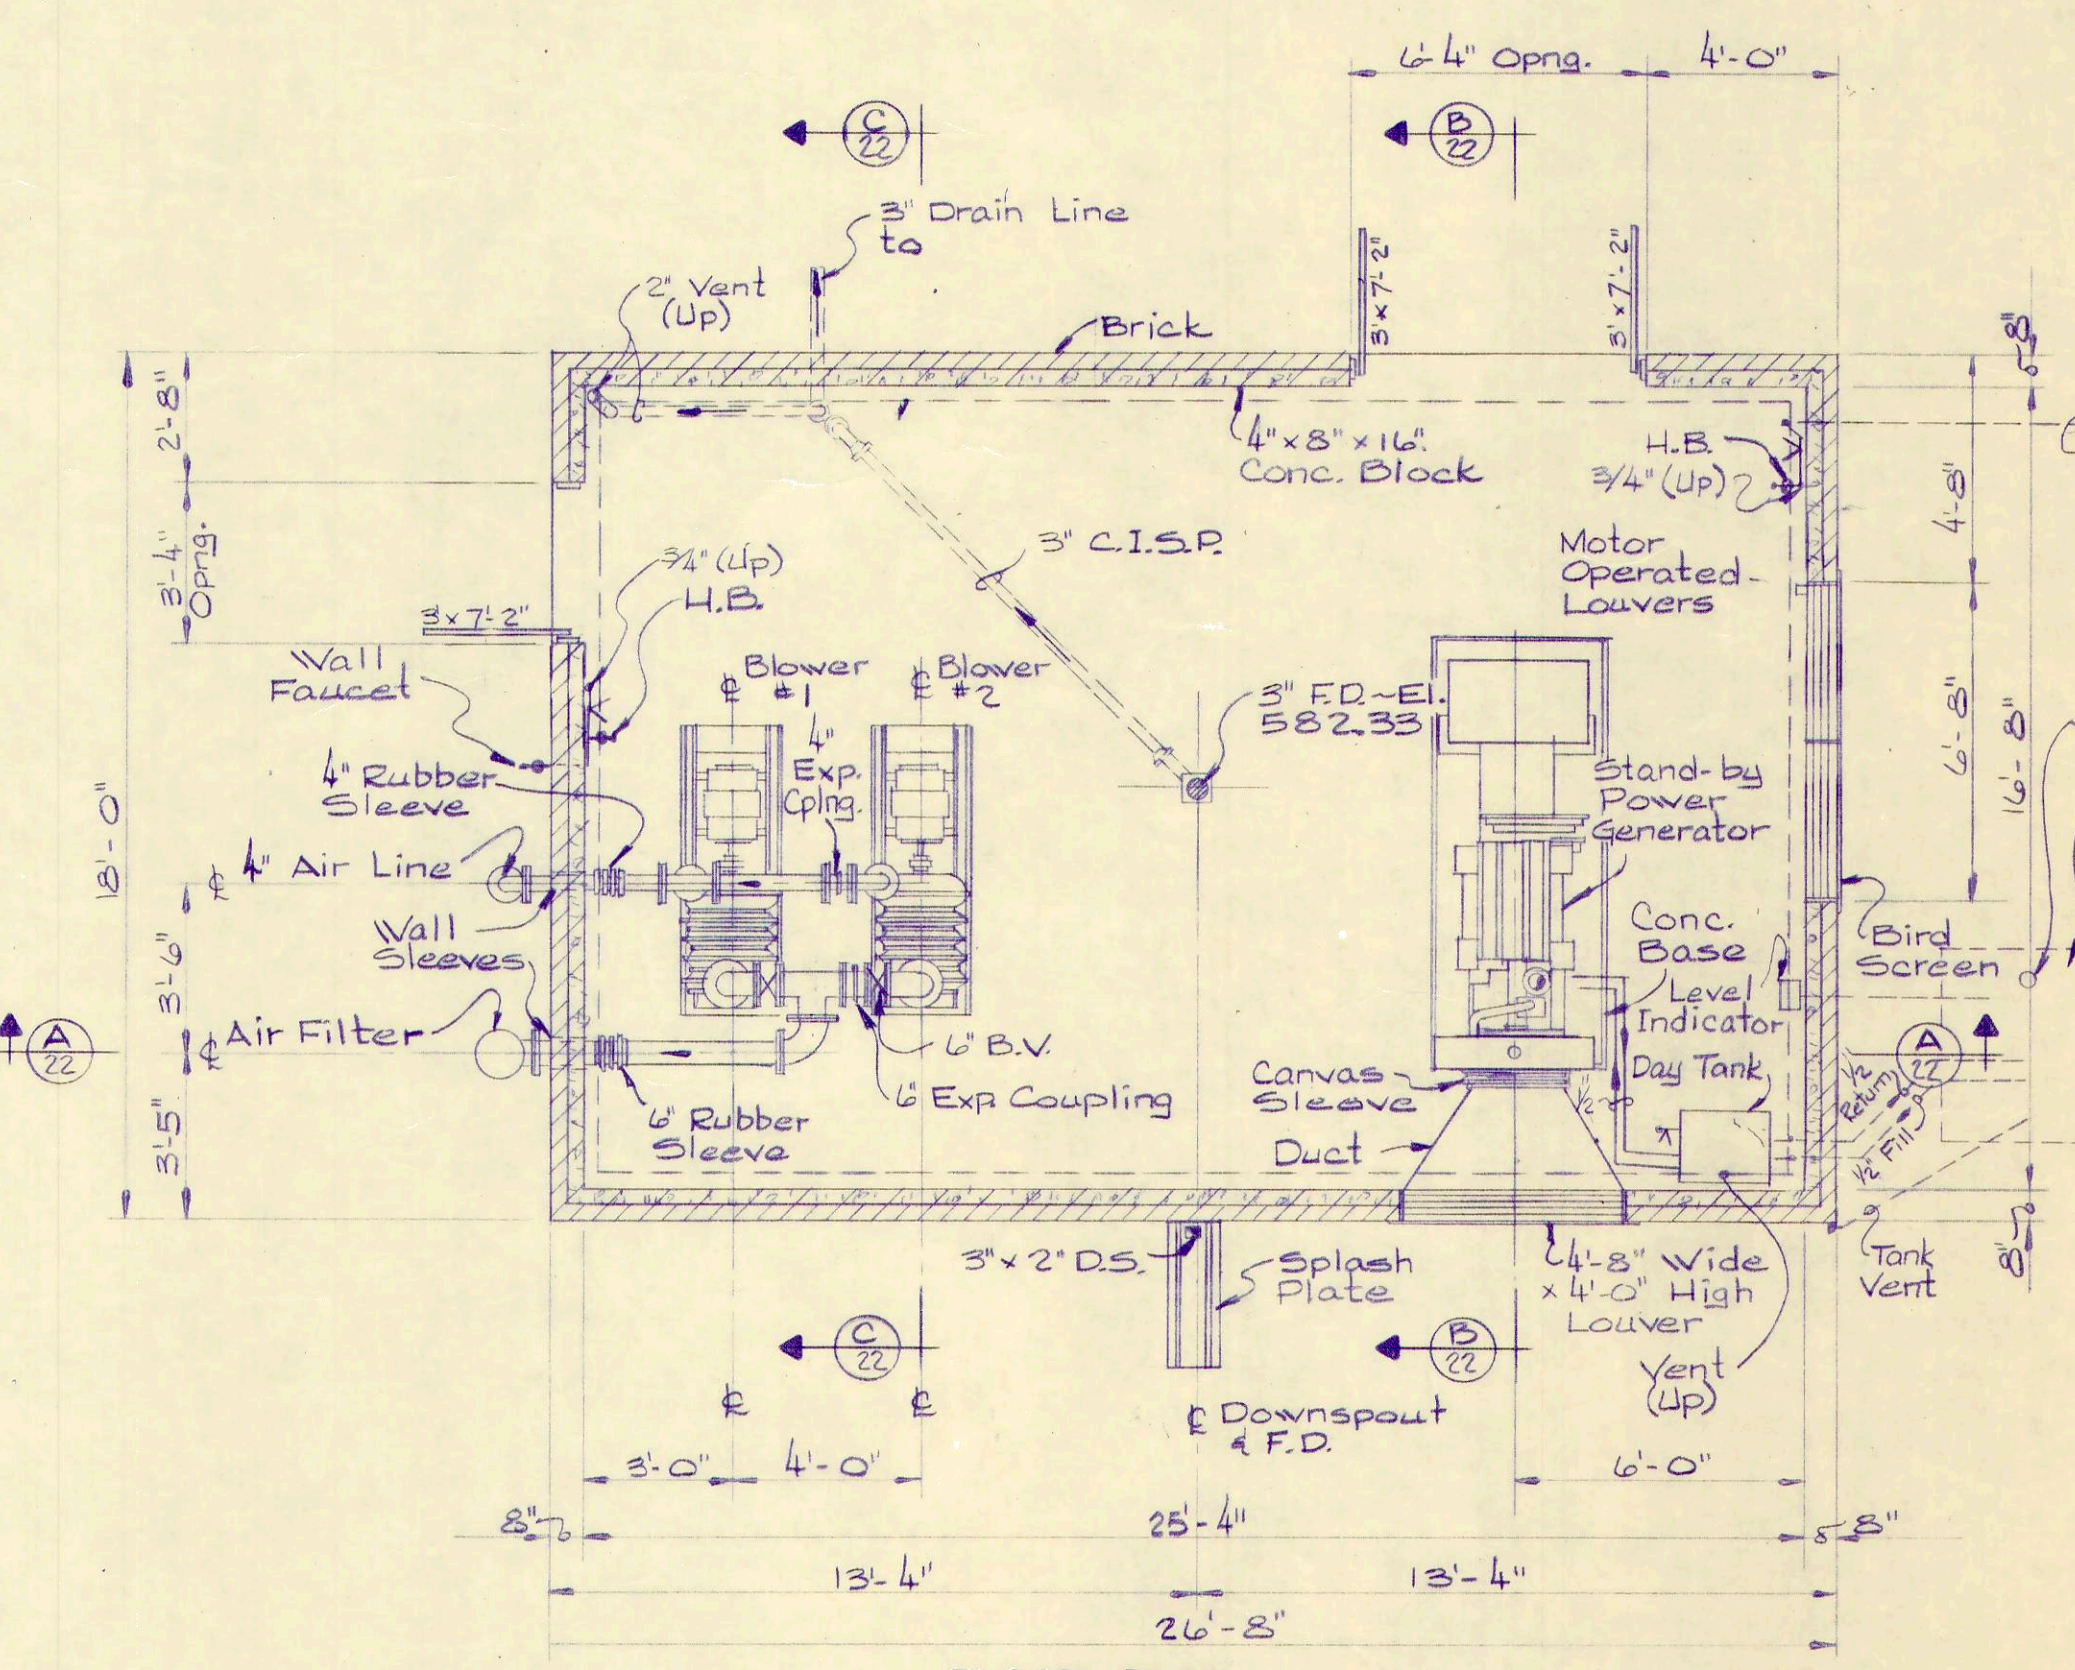 6'-4" Opng.
4'-0"
C
22
B
22
3" Drain Line
to
2" Vent
(Up)
3'x7'-2"
3'x7'-2"
Brick
8"
2'-8"
4"x8"x16"
Conc. Block
H.B.
3/4" (Up)
4'-8"
3'-4"
Opng.
3/4" (Up)
H.B.
3" C.I.S.P.
Motor
Operated
Louvers
3'x7'-2"
Wall
Faucet
℄ Blower
#1
℄ Blower
#2
3" F.D.~El.
582.33
6'-8"
16'-8"
4" Rubber
Sleeve
4"
Exp.
Cplng.
Stand-by
Power
Generator
18'-0"
℄ 4" Air Line
Wall
Sleeves
Conc.
Base
Bird
Screen
3'-6"
Level
Indicator
A
22
℄ Air Filter
6" B.V.
A
22
Day Tank
Canvas
Sleeve
1/2"
1/2"
Return
6" Exp. Coupling
3'-5"
6" Rubber
Sleeve
Duct
1/2" Fill
3"x2" D.S.
Splash
Plate
4'-8" Wide
x 4'-0" High
Louver
Tank
Vent
8"
C
22
B
22
Vent
(Up)
℄
℄
℄ Downspout
& F.D.
3'-0"
4'-0"
6'-0"
8"
25'-4"
8"
13'-4"
13'-4"
26'-8"